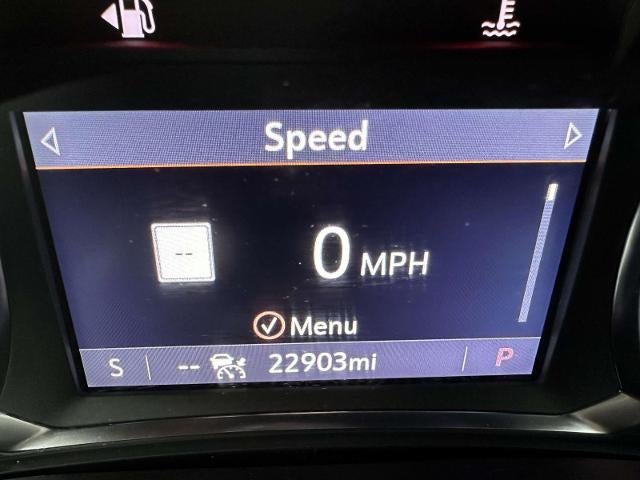 Speed
--
0 MPH
Menu
S -- 22903mi P